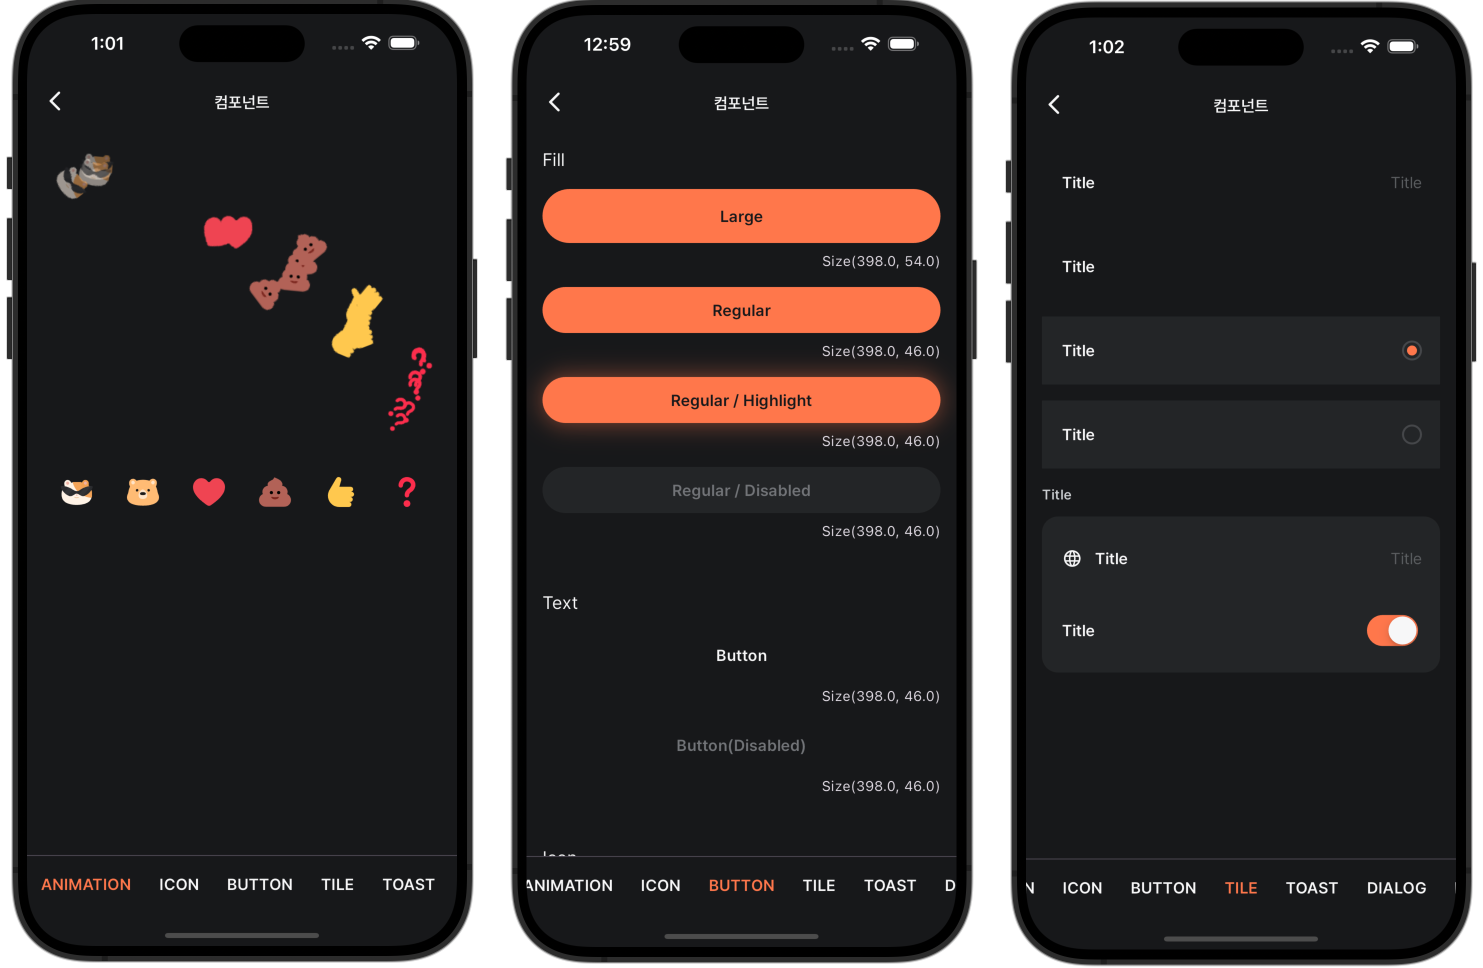 1:01
컴포넌트
ANIMATION ICON BUTTON TILE TOAST
12:59
컴포넌트
Fill
Large
Size(398.0, 54.0)
Regular
Size(398.0, 46.0)
Regular / Highlight
Size(398.0, 46.0)
Regular / Disabled
Size(398.0, 46.0)
Text
Button
Size(398.0, 46.0)
Button(Disabled)
Size(398.0, 46.0)
Icon
ANIMATION ICON BUTTON TILE TOAST D
1:02
컴포넌트
Title Title
Title
Title
Title
Title
Title Title
Title
N ICON BUTTON TILE TOAST DIALOG